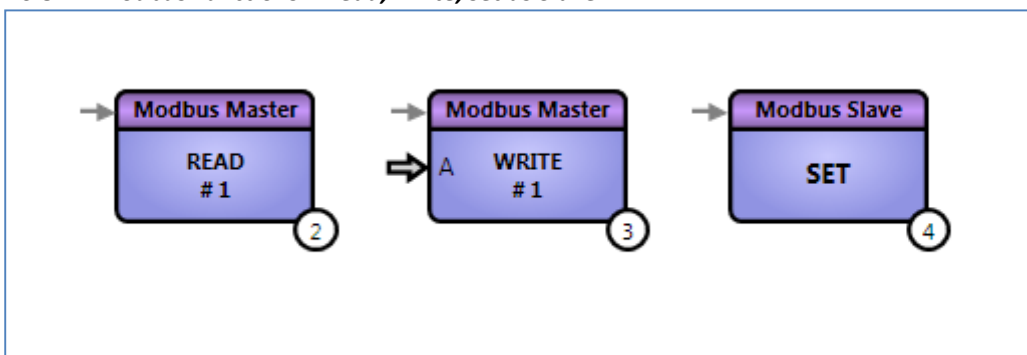 Modbus Master
READ
# 1
2
Modbus Master
A WRITE
# 1
3
Modbus Slave
SET
4